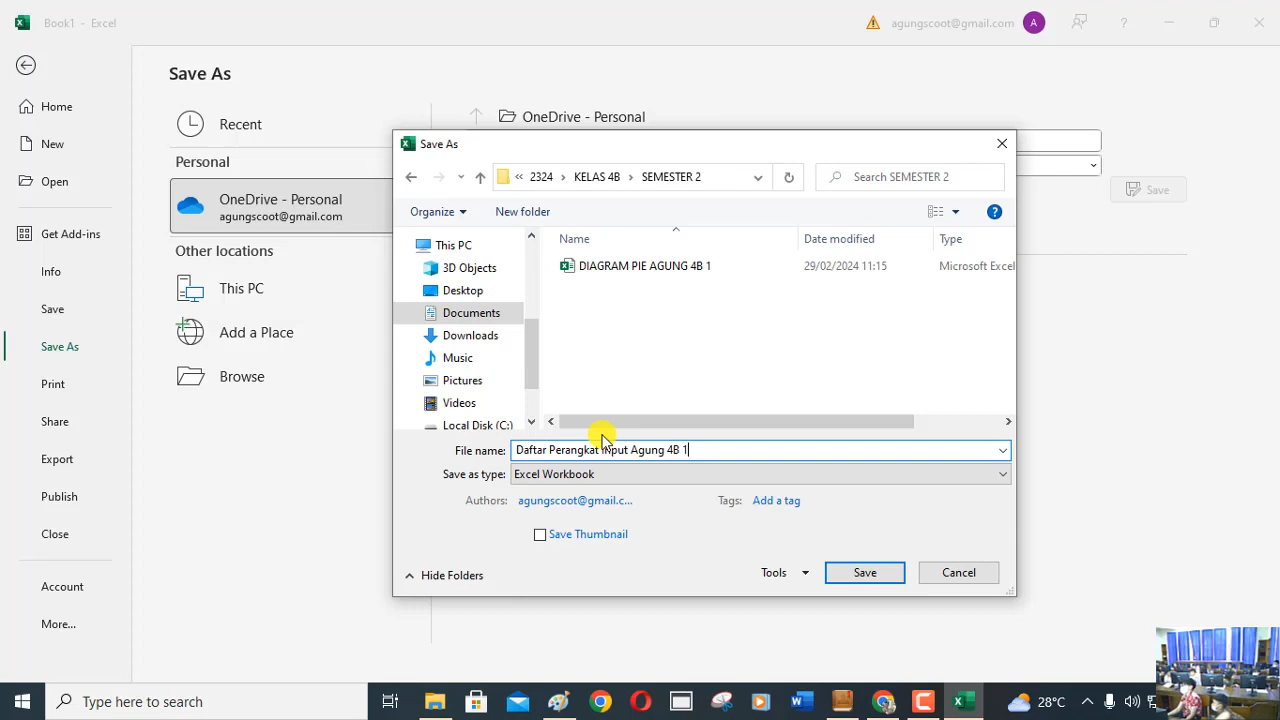 Book1 - Excel
agungscoot@gmail.com
A
?
Save As
Home
New
Open
Get Add-ins
Info
Save
Save As
Print
Share
Export
Publish
Close
Account
More...
Recent
Personal
OneDrive - Personal
agungscoot@gmail.com
Other locations
This PC
Add a Place
Browse
OneDrive - Personal
Save
Save As
« 2324 › KELAS 4B › SEMESTER 2
Search SEMESTER 2
Organize
New folder
?
This PC
3D Objects
Desktop
Documents
Downloads
Music
Pictures
Videos
Local Disk (C:)
Name
Date modified
Type
DIAGRAM PIE AGUNG 4B 1
29/02/2024 11:15
Microsoft Excel
File name:
Daftar Perangkat Input Agung 4B 1
Save as type:
Excel Workbook
Authors:
agungscoot@gmail.c...
Tags:
Add a tag
Save Thumbnail
Hide Folders
Tools
Save
Cancel
Type here to search
28°C